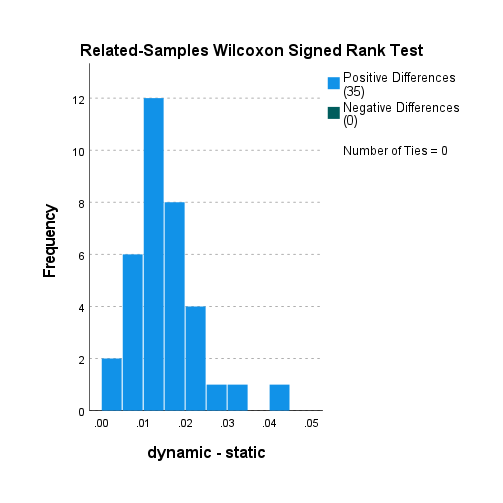 Related-Samples Wilcoxon Signed Rank Test
Positive Differences
(35)
Negative Differences
(0)
Number of Ties = 0
Frequency
12
10
8
6
4
2
0
.00 .01 .02 .03 .04 .05
dynamic - static